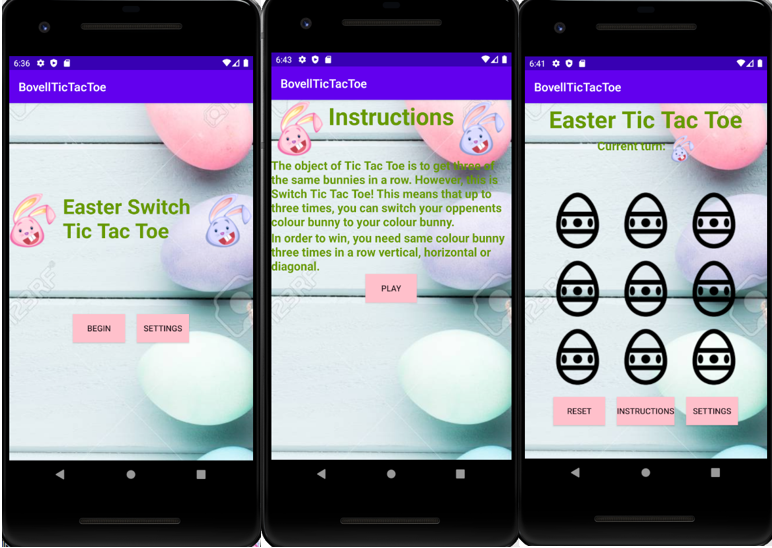 6:36
BovellTicTacToe
Easter Switch
Tic Tac Toe
BEGIN
SETTINGS
123RF
6:43
BovellTicTacToe
Instructions
The object of Tic Tac Toe is to get three of
the same bunnies in a row. However, this is
Switch Tic Tac Toe! This means that up to
three times, you can switch your oppenents
colour bunny to your colour bunny.
In order to win, you need same colour bunny
three times in a row vertical, horizontal or
diagonal.
PLAY
123RF
6:41
BovellTicTacToe
Easter Tic Tac Toe
Current turn:
RESET
INSTRUCTIONS
SETTINGS